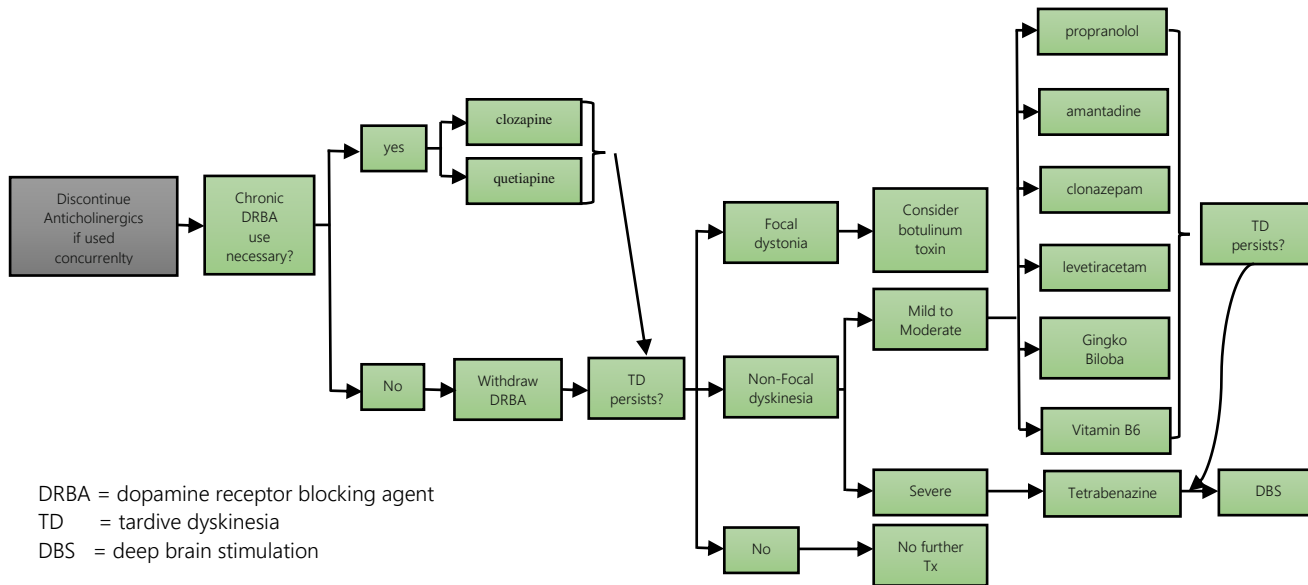 Discontinue
Anticholinergics
if used
concurrenlty
Chronic
DRBA
use
necessary?
yes
clozapine
quetiapine
No
Withdraw
DRBA
TD
persists?
Focal
dystonia
Consider
botulinum
toxin
Non-Focal
dyskinesia
Mild to
Moderate
propranolol
amantadine
clonazepam
levetiracetam
Gingko
Biloba
Vitamin B6
TD
persists?
Severe
Tetrabenazine
DBS
No
No further
Tx
DRBA = dopamine receptor blocking agent
TD = tardive dyskinesia
DBS = deep brain stimulation